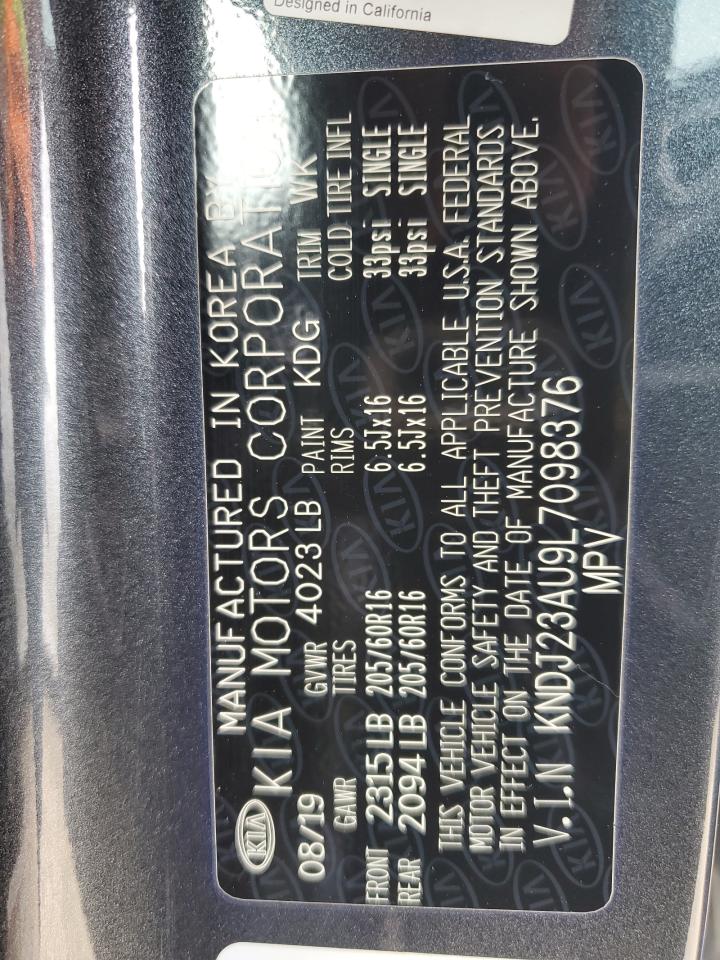 Designed in California
MANUFACTURED IN KOREA BY
KIA KIA MOTORS CORPORATION
08/19 GVWR 4023 LB PAINT KDG TRIM WK
GAWR TIRES RIMS COLD TIRE INFL
FRONT 2315 LB 205/60R16 6.5Jx16 33psi SINGLE
REAR 2094 LB 205/60R16 6.5Jx16 33psi SINGLE
THIS VEHICLE CONFORMS TO ALL APPLICABLE U.S.A. FEDERAL
MOTOR VEHICLE SAFETY AND THEFT PREVENTION STANDARDS
IN EFFECT ON THE DATE OF MANUFACTURE SHOWN ABOVE.
V.I.N KNDJ23AU9L7098376
MPV